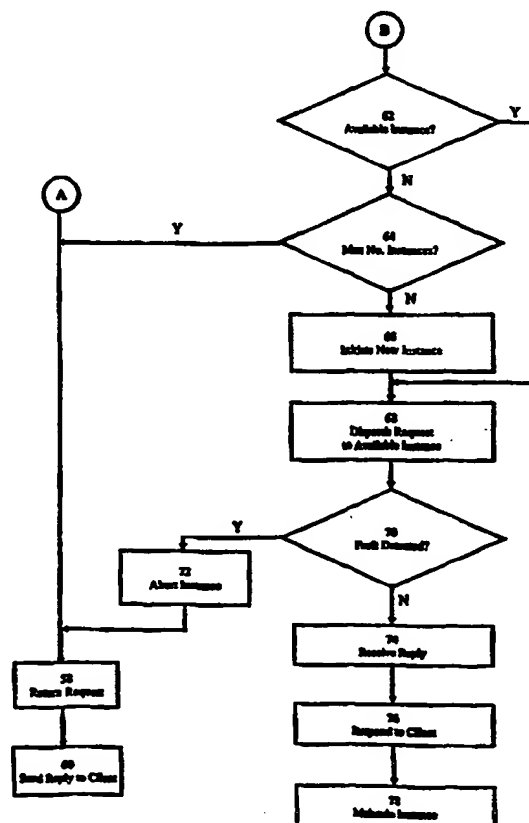 B
62
Available Instance?
Y
N
A
Y
64
Max No. Instances?
N
66
Initiate New Instance
68
Dispatch Request
to Available Instance
70
Fault Detected?
Y
N
72
Abort Instance
74
Receive Reply
58
Return Request
76
Respond to Client
60
Send Reply to Client
78
Instance